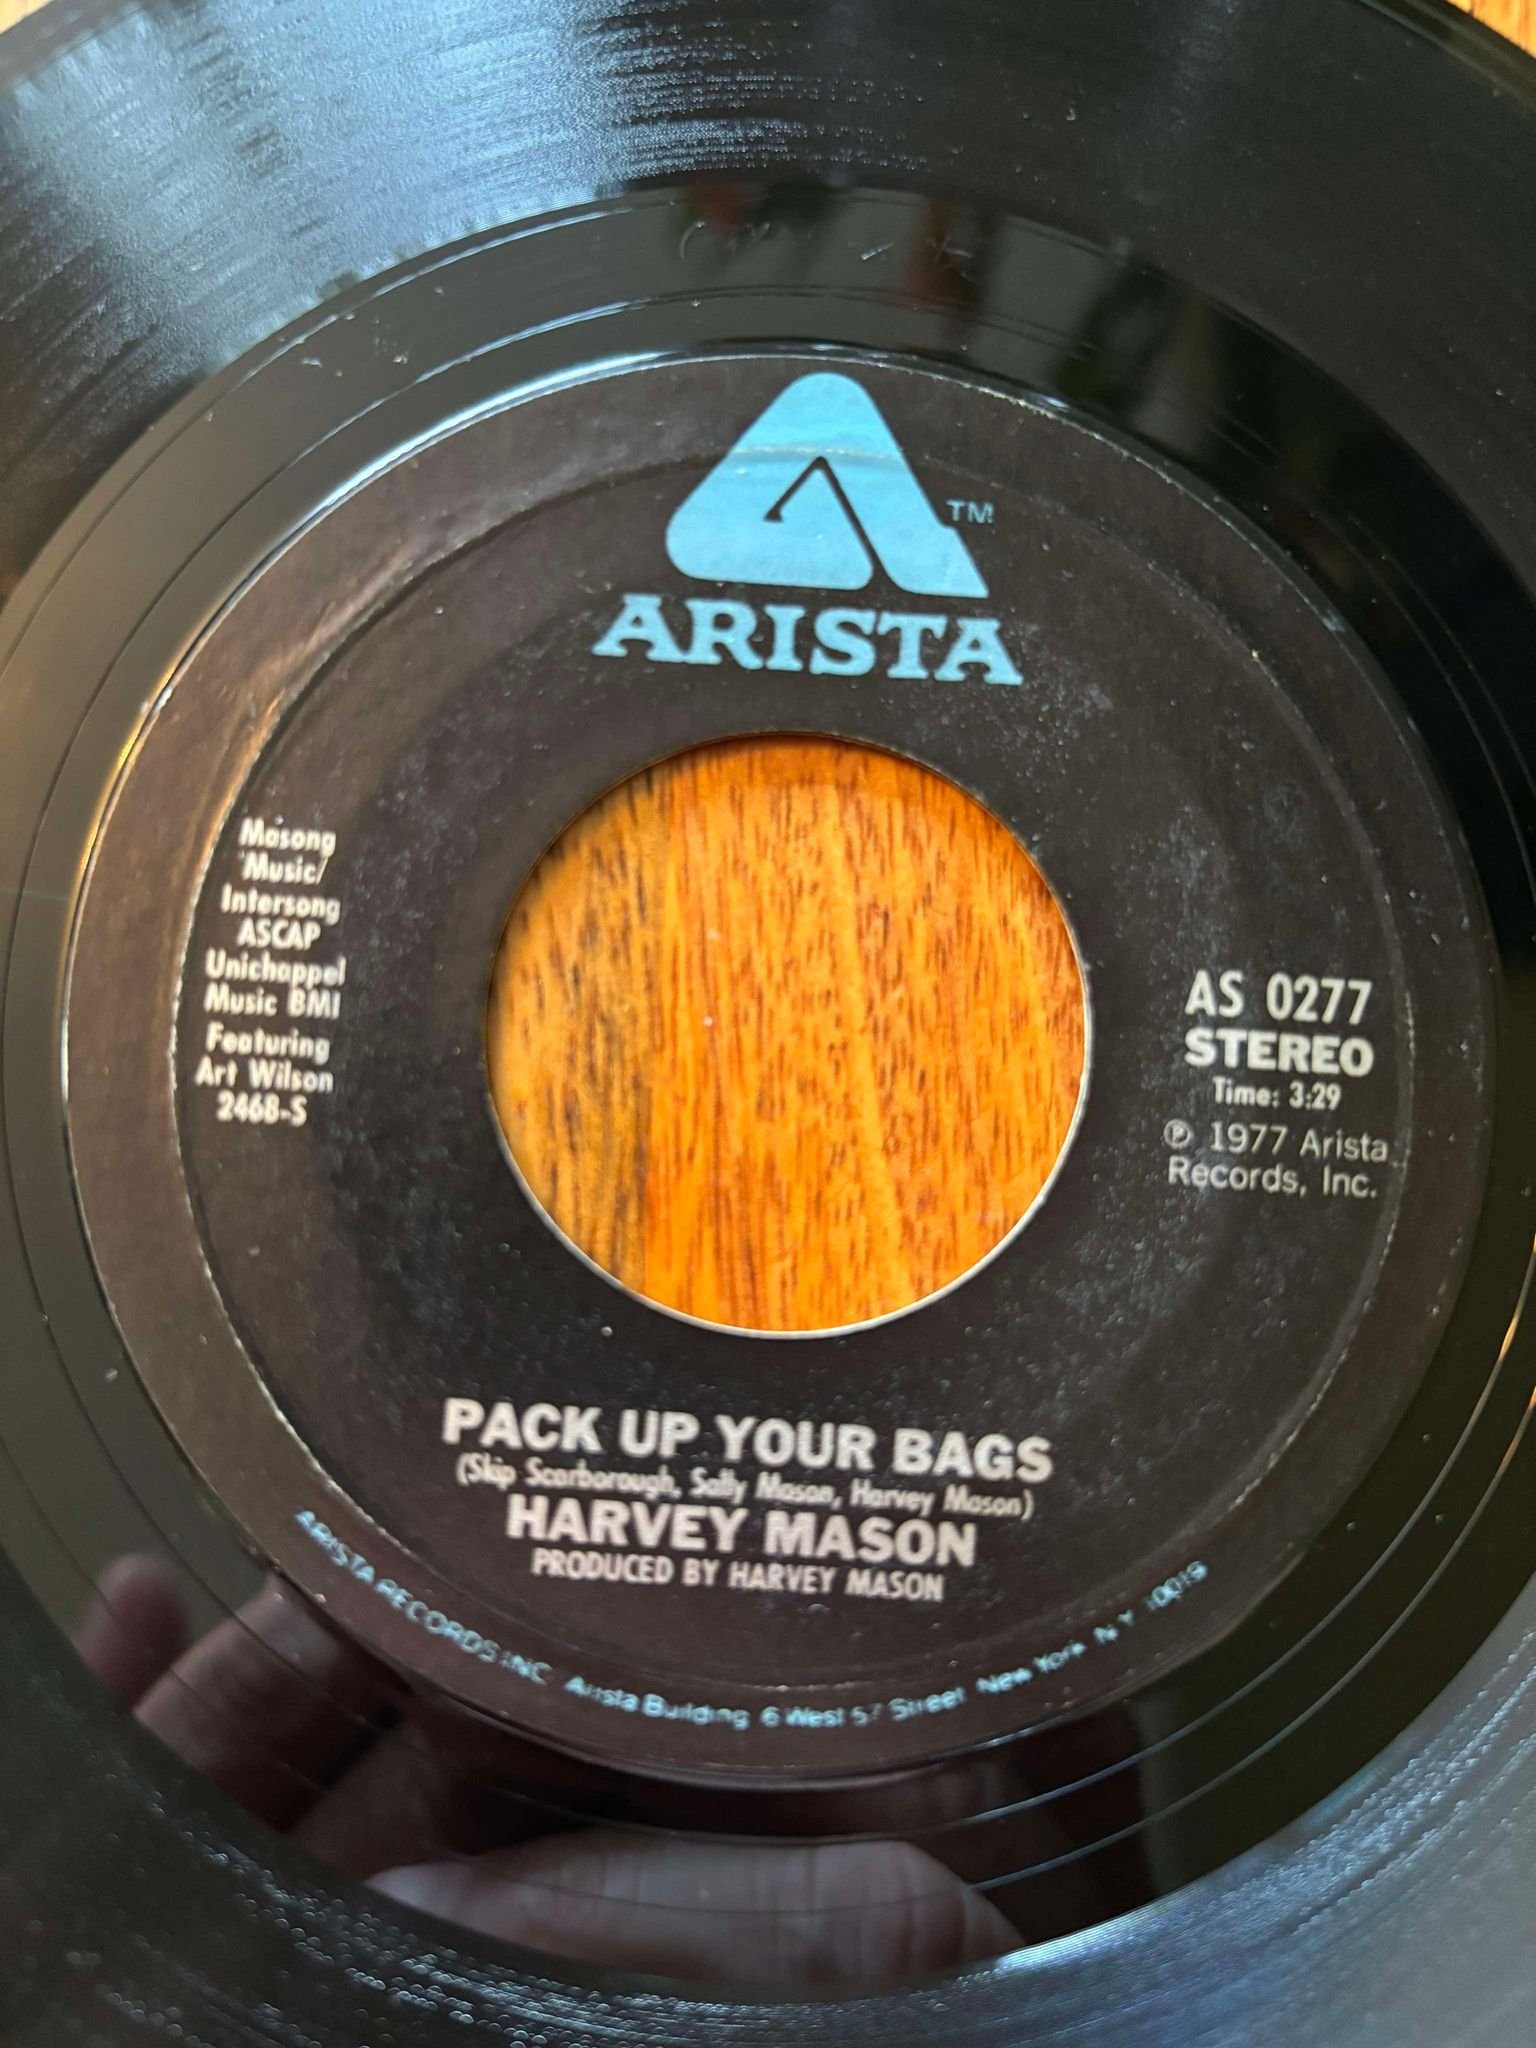 TM
ARISTA
Masong
Music/
Intersong
ASCAP
Unichappel
Music BMI
Featuring
Art Wilson
2468-S
AS 0277
STEREO
Time: 3:29
℗ 1977 Arista
Records, Inc.
PACK UP YOUR BAGS
(Skip Scarborough, Sally Mason, Harvey Mason)
HARVEY MASON
PRODUCED BY HARVEY MASON
ARISTA RECORDS INC Arista Building 6 West 57 Street New York N Y 10019